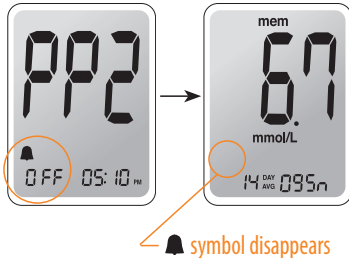 PP2
OFF 05:10 PM
mem
6.7
mmol/L
14 DAY AVG 095n
symbol disappears